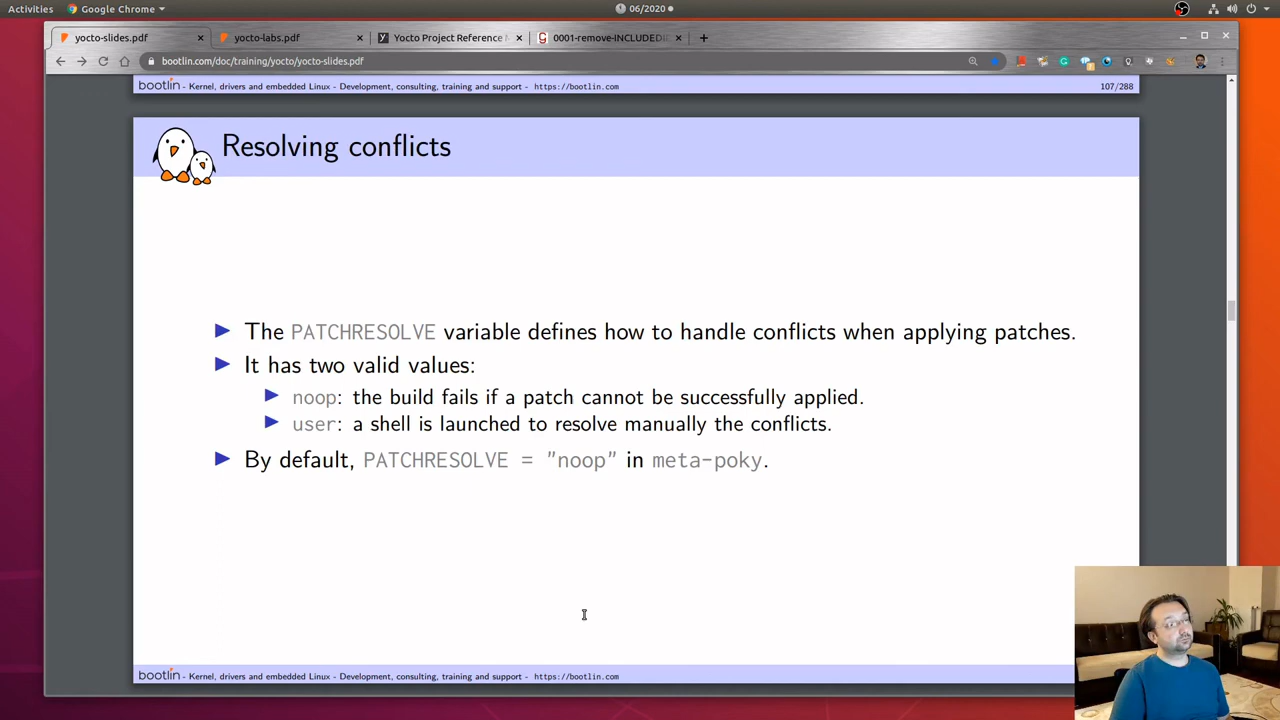 Activities
Google Chrome
06/2020
yocto-slides.pdf
yocto-labs.pdf
Yocto Project Reference
0001-remove-INCLUDEDI
bootlin.com/doc/training/yocto/yocto-slides.pdf
bootlin - Kernel, drivers and embedded Linux - Development, consulting, training and support - https://bootlin.com
107/288
Resolving conflicts
The PATCHRESOLVE variable defines how to handle conflicts when applying patches.
It has two valid values:
noop: the build fails if a patch cannot be successfully applied.
user: a shell is launched to resolve manually the conflicts.
By default, PATCHRESOLVE = "noop" in meta-poky.
bootlin - Kernel, drivers and embedded Linux - Development, consulting, training and support - https://bootlin.com